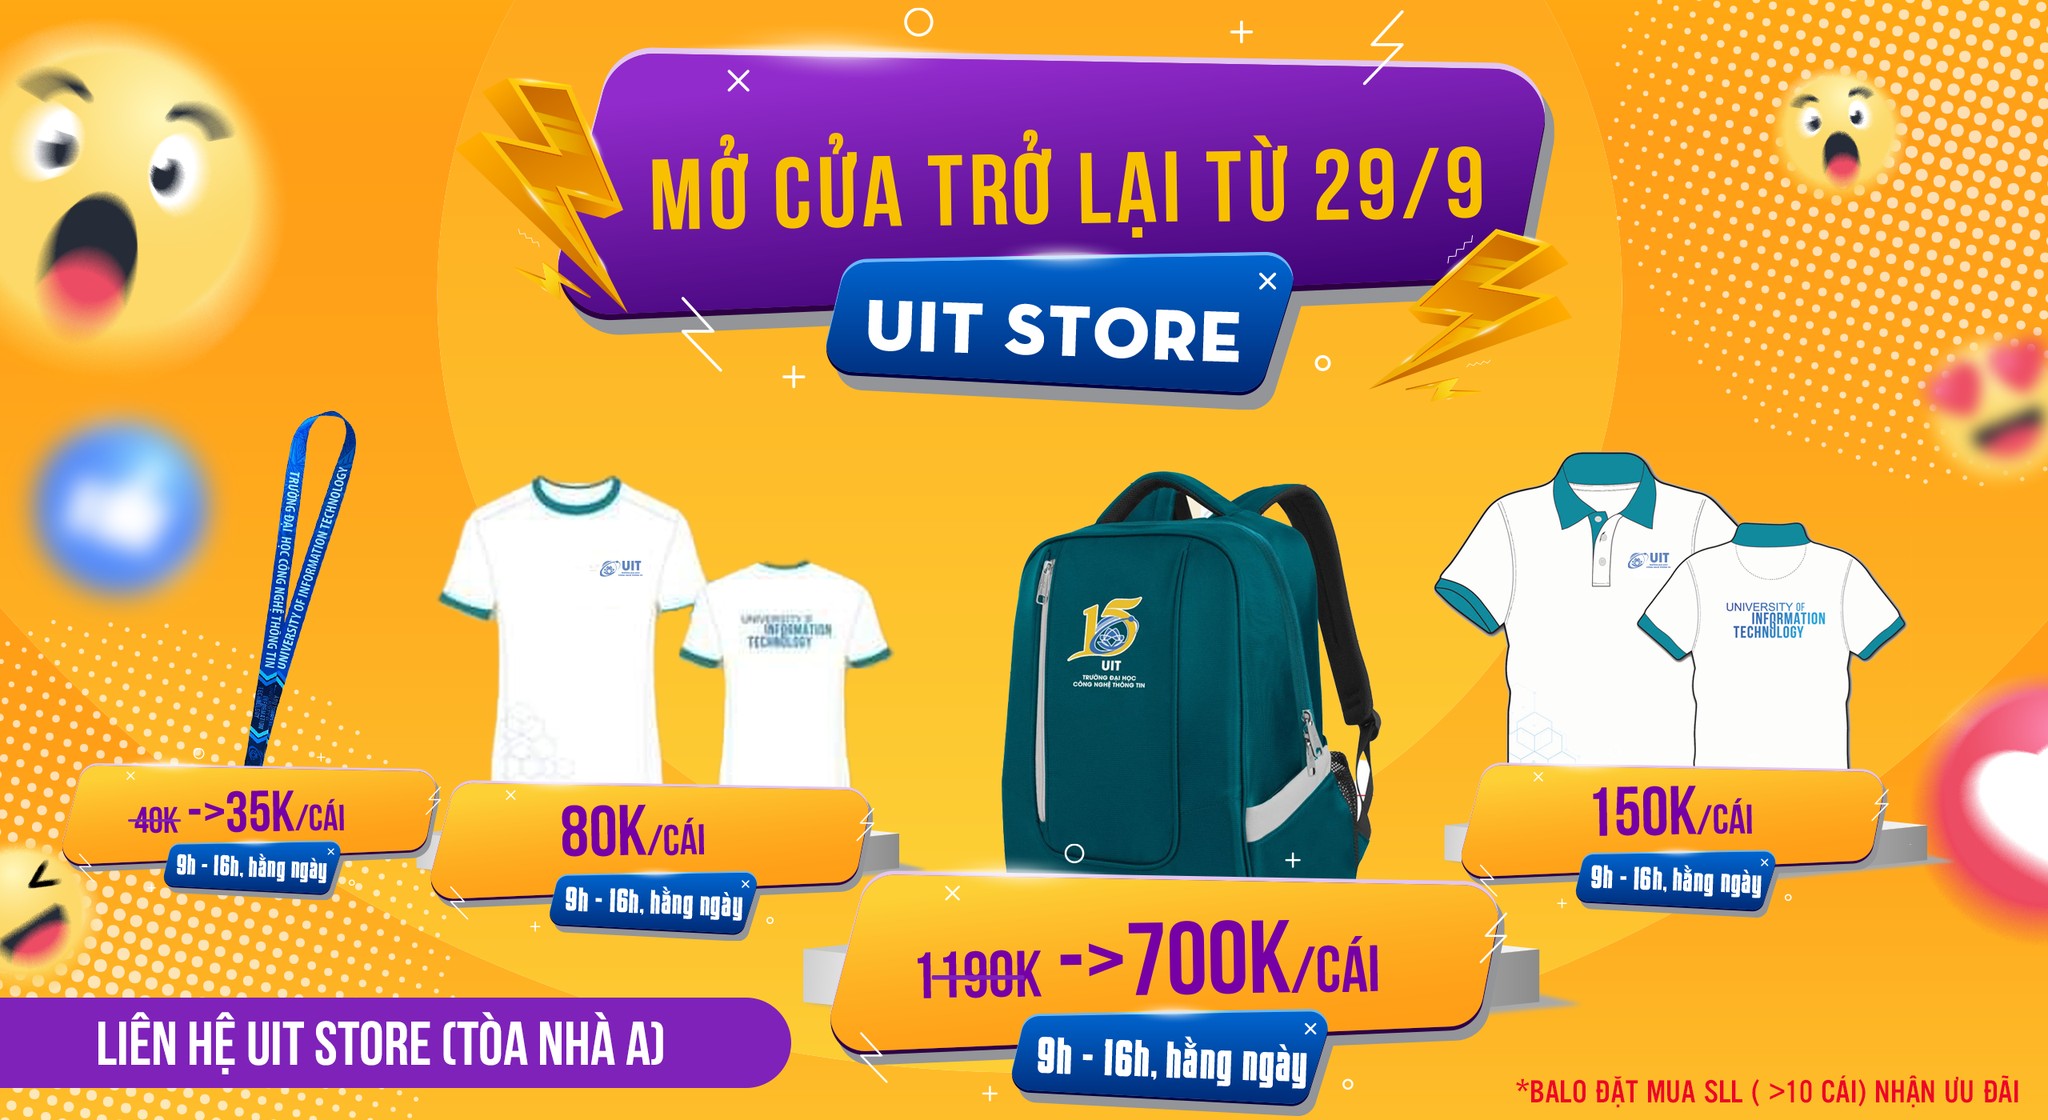 MỞ CỬA TRỞ LẠI TỪ 29/9
UIT STORE
TRƯỜNG ĐẠI HỌC CÔNG NGHỆ THÔNG TIN
UNIVERSITY OF INFORMATION TECHNOLOGY
40K ->35K/CÁI
9h - 16h, hằng ngày
UIT
UNIVERSITY OF
INFORMATION
TECHNOLOGY
80K/CÁI
9h - 16h, hằng ngày
15
UIT
TRƯỜNG ĐẠI HỌC
CÔNG NGHỆ THÔNG TIN
1190K ->700K/CÁI
9h - 16h, hằng ngày
UIT
UNIVERSITY OF
INFORMATION
TECHNOLOGY
150K/CÁI
9h - 16h, hằng ngày
LIÊN HỆ UIT STORE (TÒA NHÀ A)
*BALO ĐẶT MUA SLL ( >10 CÁI) NHẬN ƯU ĐÃI